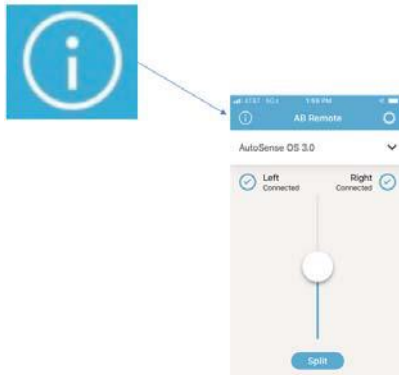 AB Remote
AutoSense OS 3.0
Left
Connected
Right
Connected
Split